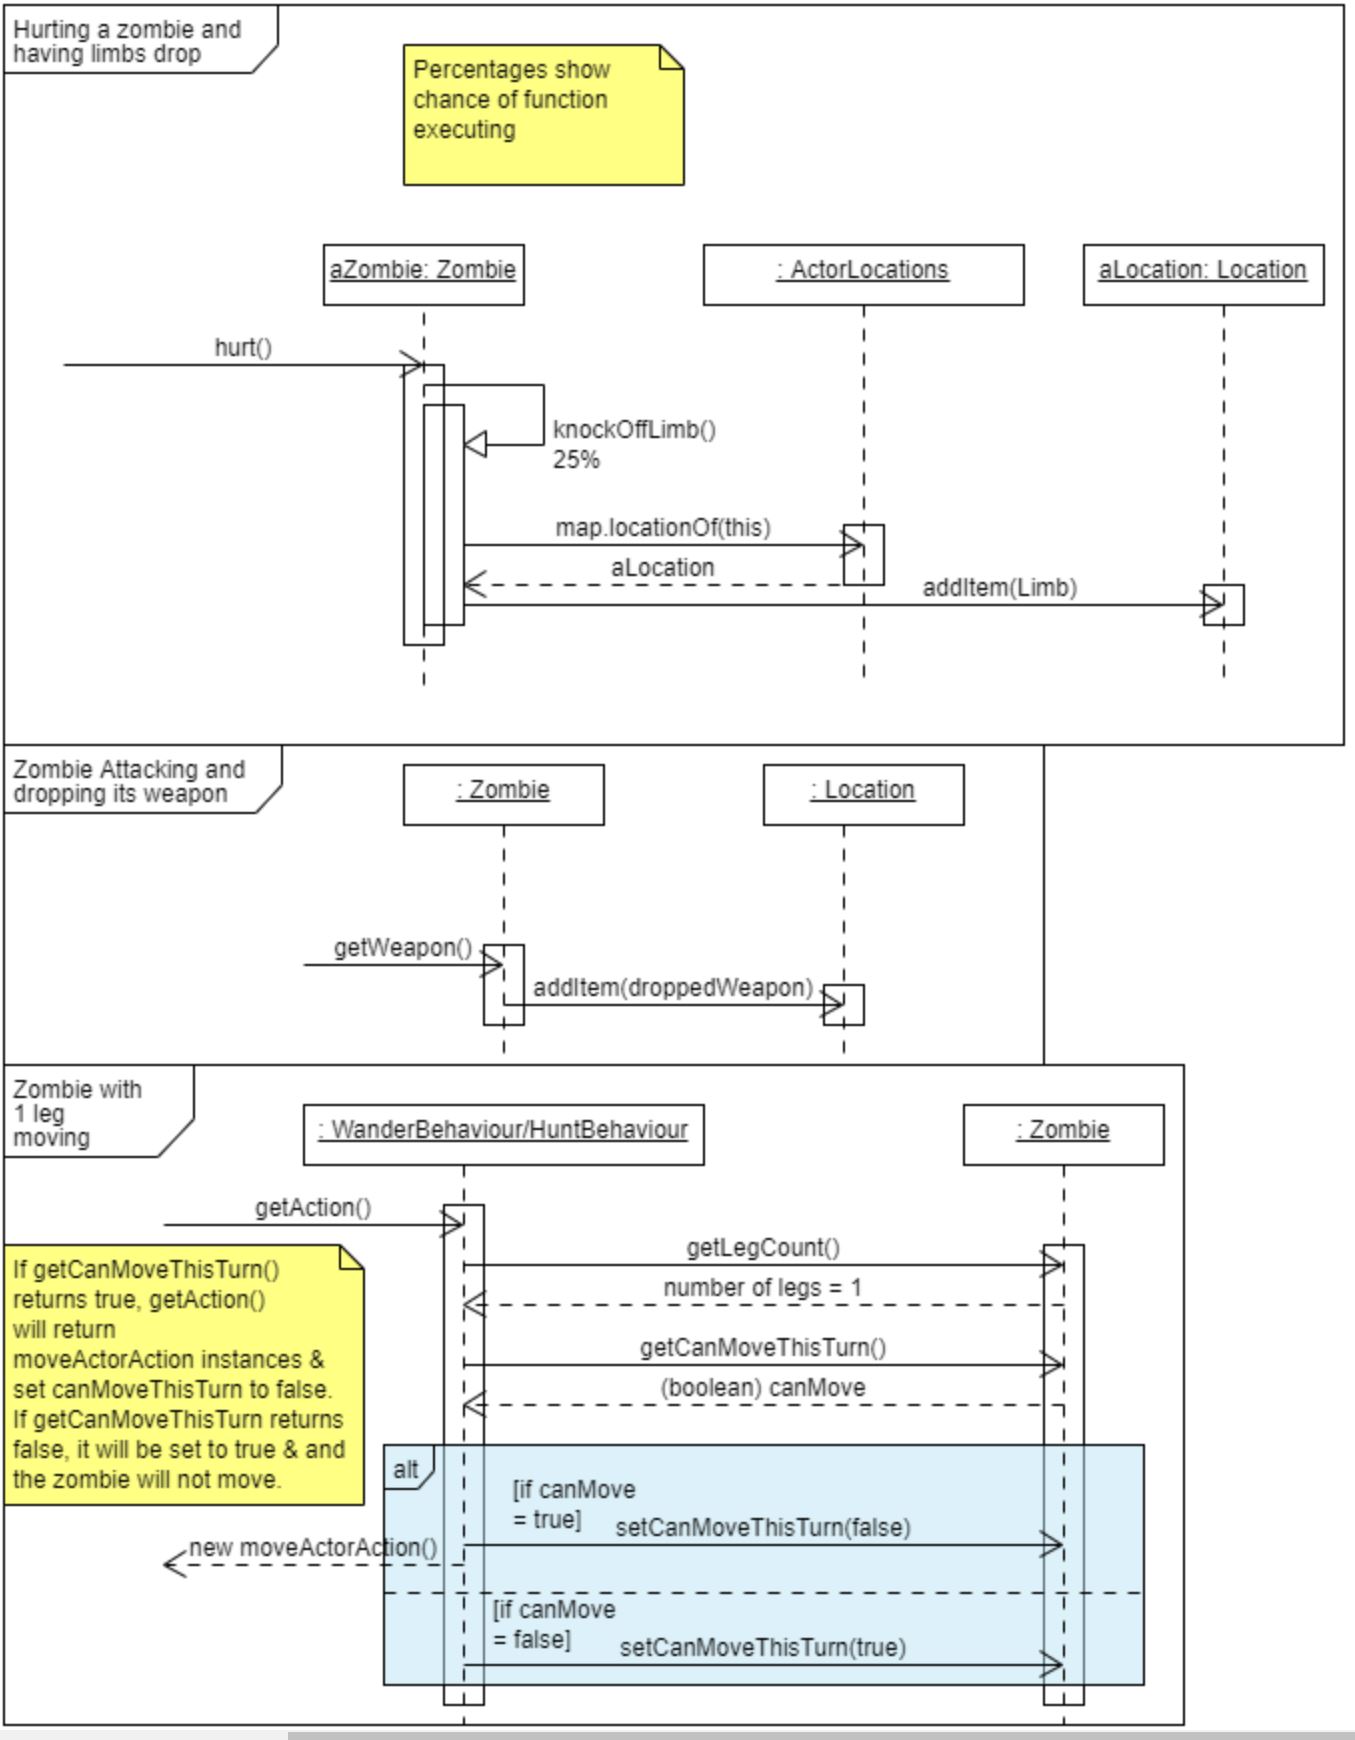 Hurting a zombie and
having limbs drop
Percentages show
chance of function
executing
aZombie: Zombie
: ActorLocations
aLocation: Location
hurt()
knockOffLimb()
25%
map.locationOf(this)
aLocation
addItem(Limb)
Zombie Attacking and
dropping its weapon
: Zombie
: Location
getWeapon()
addItem(droppedWeapon)
Zombie with
1 leg
moving
: WanderBehaviour/HuntBehaviour
: Zombie
getAction()
getLegCount()
number of legs = 1
getCanMoveThisTurn()
(boolean) canMove
If getCanMoveThisTurn()
returns true, getAction()
will return
moveActorAction instances &
set canMoveThisTurn to false.
If getCanMoveThisTurn returns
false, it will be set to true & and
the zombie will not move.
alt
[if canMove
= true]
setCanMoveThisTurn(false)
new moveActorAction()
[if canMove
= false]
setCanMoveThisTurn(true)